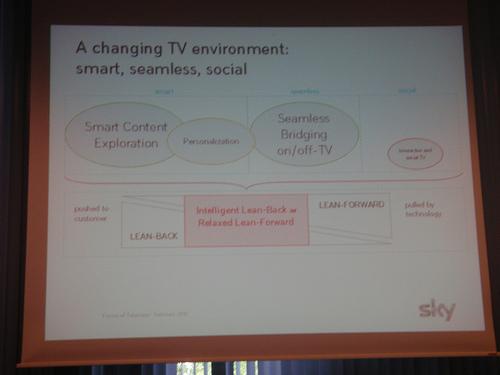 A changing TV environment:
smart, seamless, social
smart
seamless
social
Smart Content
Exploration
Personalization
Seamless
Bridging
on/off-TV
Interactive and
social TV
pushed to
customer
LEAN-BACK
Intelligent Lean-Back or
Relaxed Lean-Forward
LEAN-FORWARD
pulled by
technology
sky